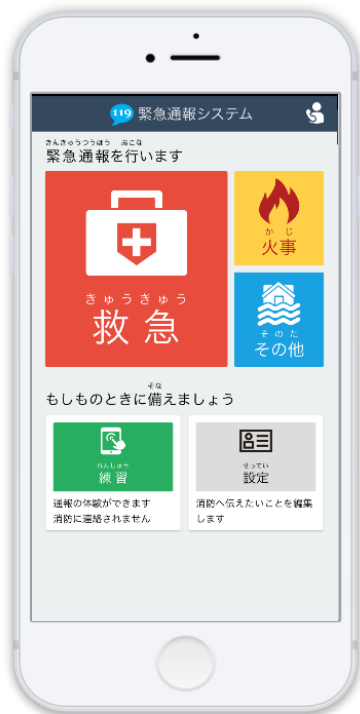 119 緊急通報システム
きんきゅうつうほう おこな
緊急通報を行います
きゅうきゅう
救急
かじ
火事
そのた
その他
そな
もしものときに備えましょう
れんしゅう
練習
通報の体験ができます
消防に連絡されません
せってい
設定
消防へ伝えたいことを編集
します